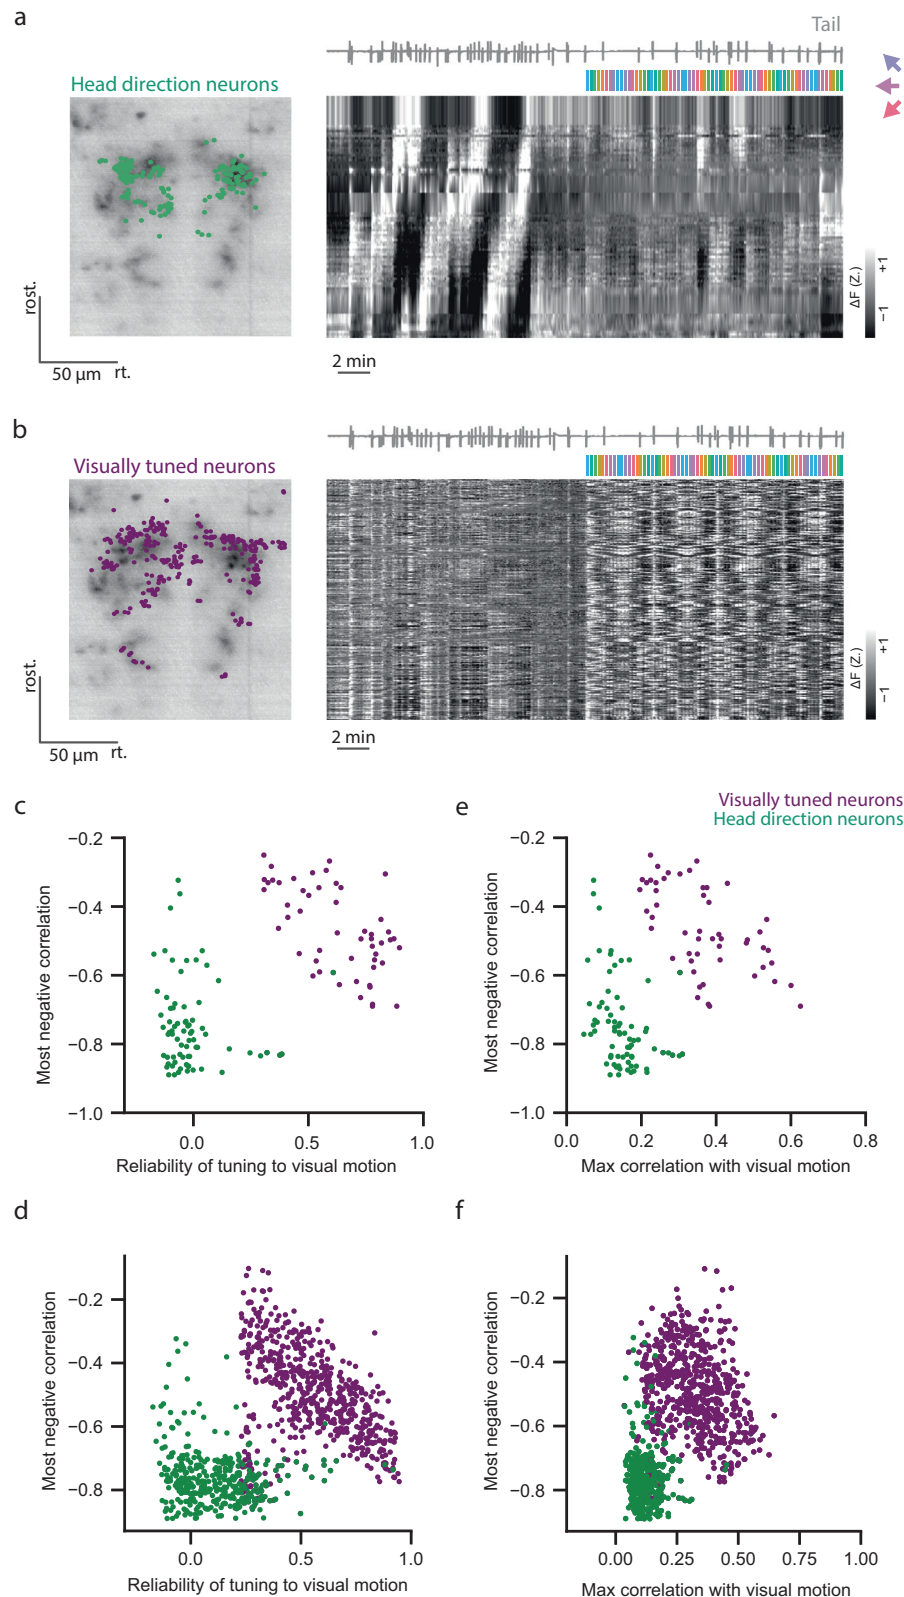 a
Tail
Head direction neurons
rost.
50 µm
rt.
2 min
ΔF (Z.)
−1
+1
b
Visually tuned neurons
rost.
50 µm
rt.
2 min
ΔF (Z.)
−1
+1
c
−0.2
−0.4
−0.6
−0.8
−1.0
Most negative correlation
0.0
0.5
1.0
Reliability of tuning to visual motion
e
Visually tuned neurons
Head direction neurons
−0.2
−0.4
−0.6
−0.8
−1.0
Most negative correlation
0.0
0.2
0.4
0.6
0.8
Max correlation with visual motion
d
−0.2
−0.4
−0.6
−0.8
Most negative correlation
0.0
0.5
1.0
Reliability of tuning to visual motion
f
−0.2
−0.4
−0.6
−0.8
Most negative correlation
0.00
0.25
0.50
0.75
1.00
Max correlation with visual motion